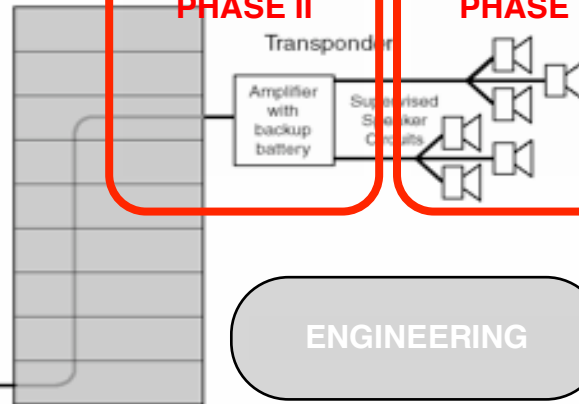 PHASE II
PHASE
Transponder
Amplifier
with
backup
battery
Supervised
Speaker
Circuits
ENGINEERING